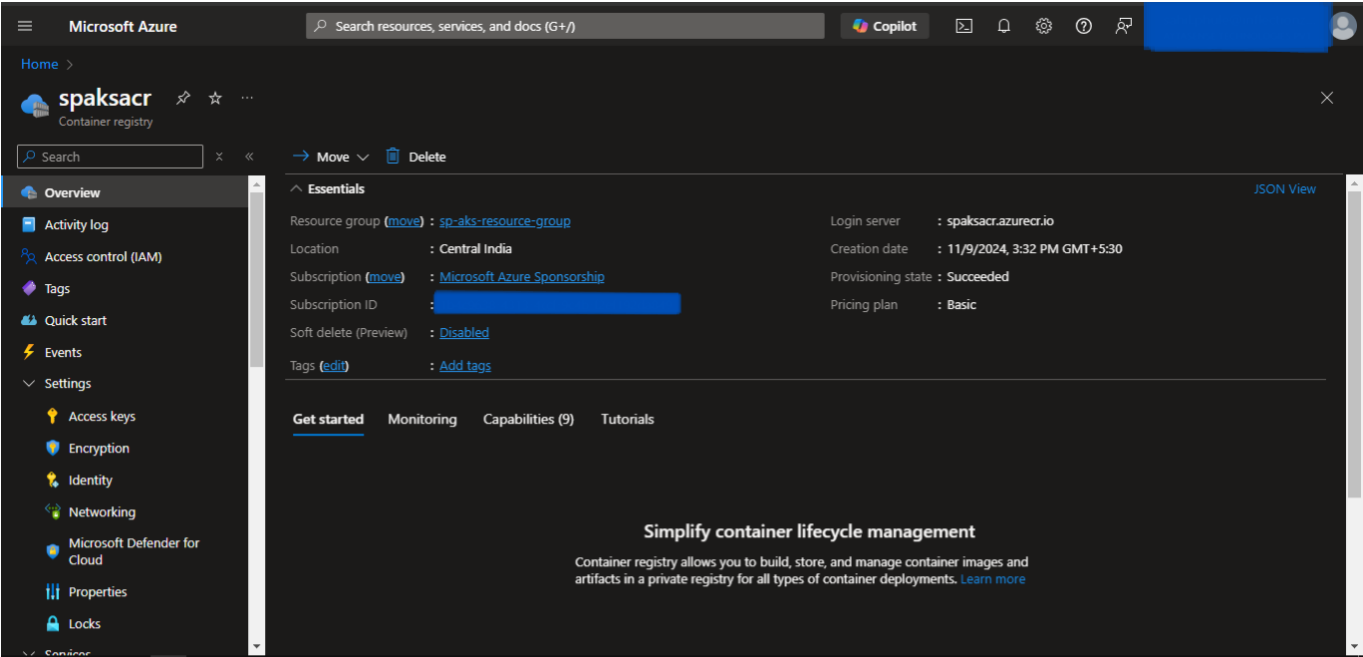 Microsoft Azure
Search resources, services, and docs (G+/)
Copilot
Home >
spaksacr
Container registry
Search
Move
Delete
Overview
Activity log
Access control (IAM)
Tags
Quick start
Events
Settings
Access keys
Encryption
Identity
Networking
Microsoft Defender for
Cloud
Properties
Locks
Services
Essentials
JSON View
Resource group (move) : sp-aks-resource-group
Location : Central India
Subscription (move) : Microsoft Azure Sponsorship
Subscription ID :
Soft delete (Preview) : Disabled
Tags (edit) : Add tags
Login server : spaksacr.azurecr.io
Creation date : 11/9/2024, 3:32 PM GMT+5:30
Provisioning state : Succeeded
Pricing plan : Basic
Get started Monitoring Capabilities (9) Tutorials
Simplify container lifecycle management
Container registry allows you to build, store, and manage container images and
artifacts in a private registry for all types of container deployments. Learn more